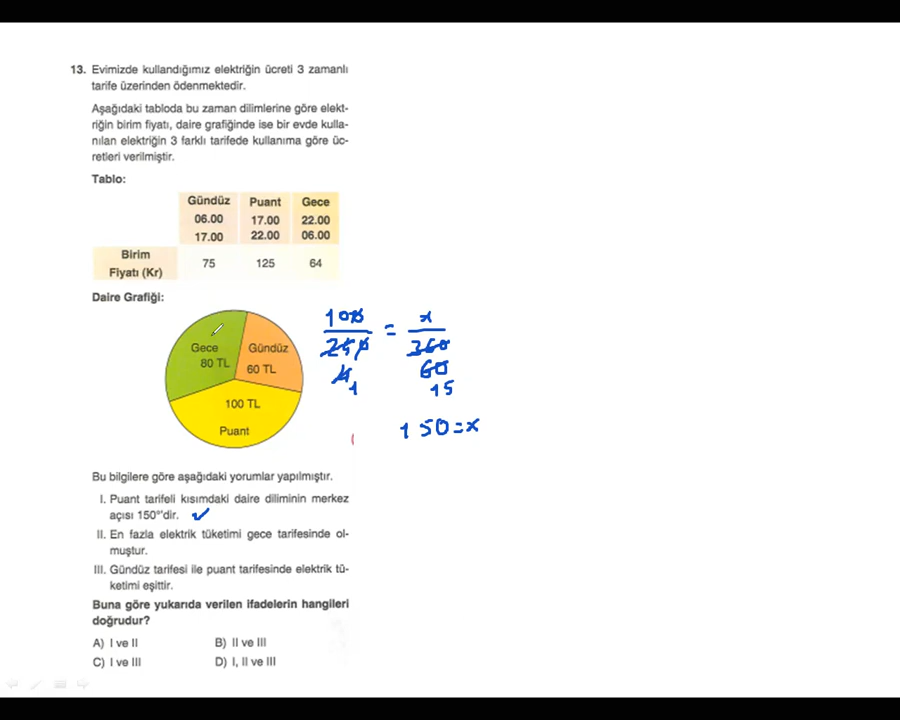 13. Evimizde kullandığımız elektriğin ücreti 3 zamanlı
tarife üzerinden ödenmektedir.
Aşağıdaki tabloda bu zaman dilimlerine göre elekt-
riğin birim fiyatı, daire grafiğinde ise bir evde kulla-
nılan elektriğin 3 farklı tarifede kullanıma göre üc-
retleri verilmiştir.
Tablo:
Gündüz Puant Gece
06.00 17.00 22.00
17.00 22.00 06.00
Birim
Fiyatı (Kr) 75 125 64
Daire Grafiği:
Gece
80 TL
Gündüz
60 TL
100 TL
Puant
100 = x
240 360
4 60
1 15
150=x
Bu bilgilere göre aşağıdaki yorumlar yapılmıştır.
I. Puant tarifeli kısımdaki daire diliminin merkez
açısı 150°'dir.
II. En fazla elektrik tüketimi gece tarifesinde ol-
muştur.
III. Gündüz tarifesi ile puant tarifesinde elektrik tü-
ketimi eşittir.
Buna göre yukarıda verilen ifadelerin hangileri
doğrudur?
A) I ve II B) II ve III
C) I ve III D) I, II ve III